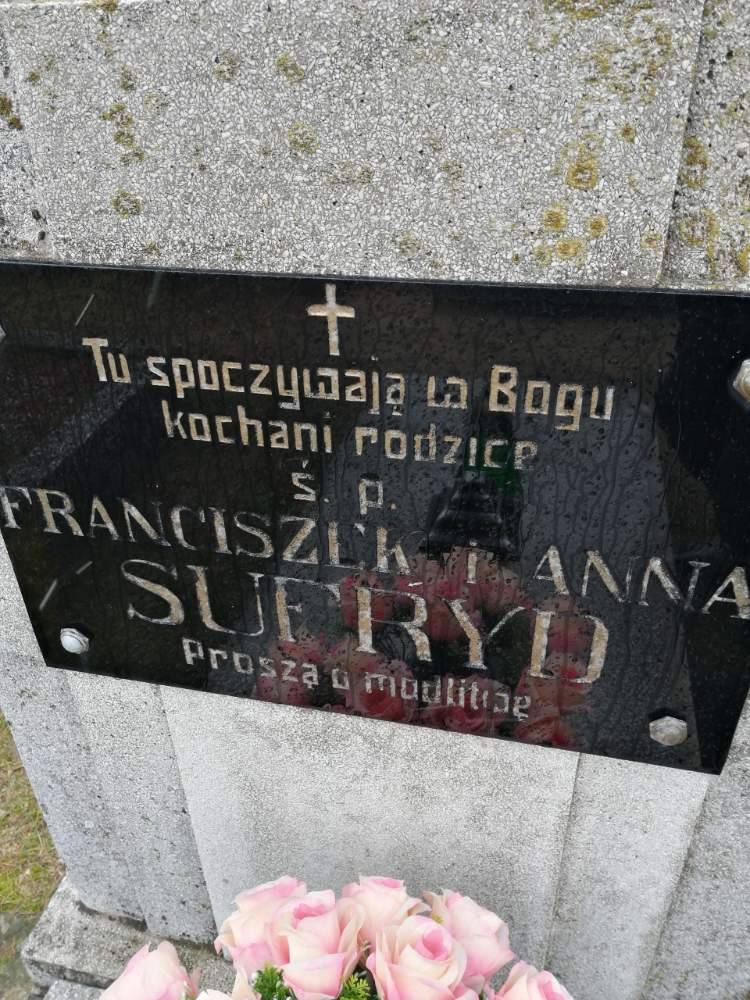 Tu spoczywają w Bogu
kochani rodzice
ś. p.
FRANCISZEK i ANNA
SUFRYD
proszą o modlitwę